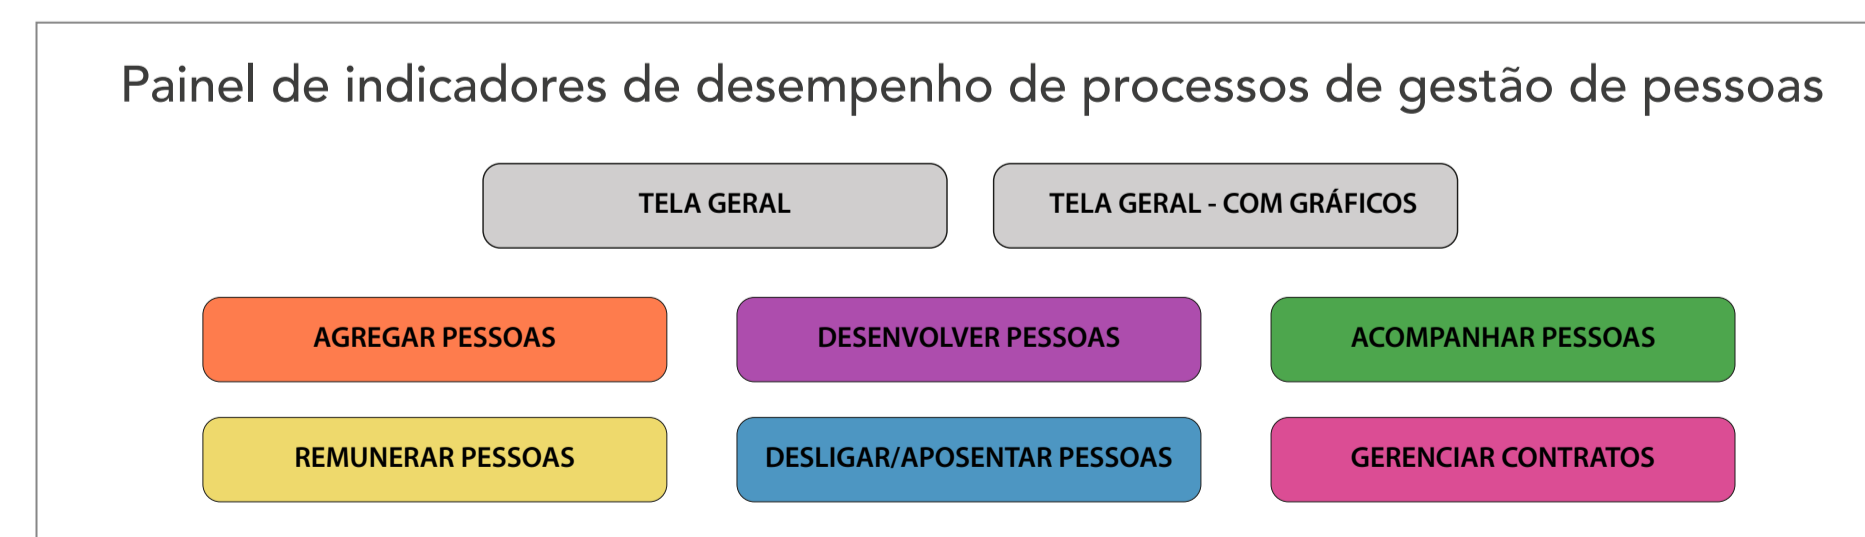 Painel de indicadores de desempenho de processos de gestão de pessoas
TELA GERAL
TELA GERAL - COM GRÁFICOS
AGREGAR PESSOAS
DESENVOLVER PESSOAS
ACOMPANHAR PESSOAS
REMUNERAR PESSOAS
DESLIGAR/APOSENTAR PESSOAS
GERENCIAR CONTRATOS